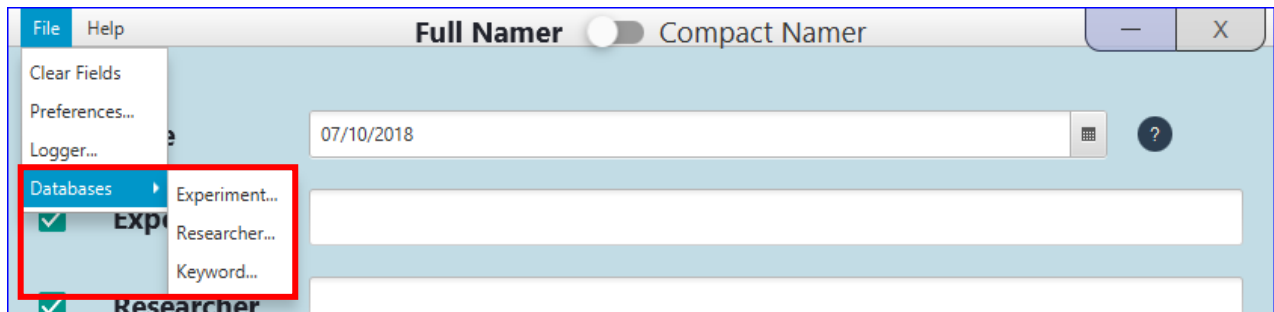 File Help Full Namer Compact Namer — X
Clear Fields
Preferences...
07/10/2018 ?
Logger...
Databases Experiment...
Researcher...
Keyword...
Researcher